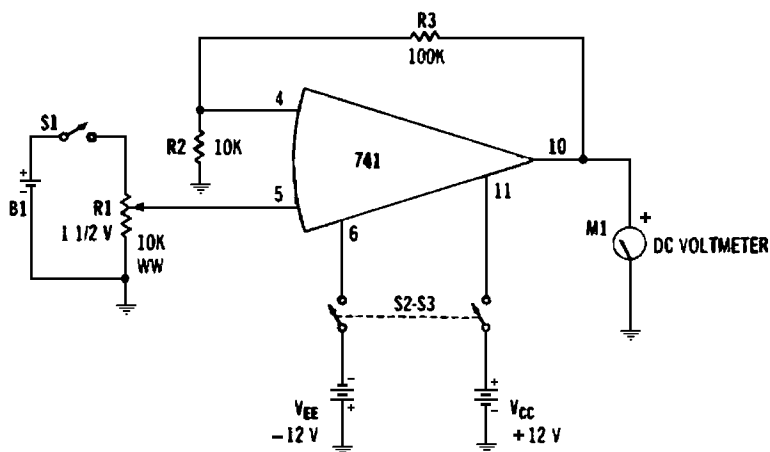 R3
100K
4
S1
R2 10K
741
10
+
5
11
+
-
B1
R1
1 1/2 V
10K
WW
6
M1
+
DC VOLTMETER
S2-S3
-
+
VEE
-12 V
+
-
VCC
+12 V